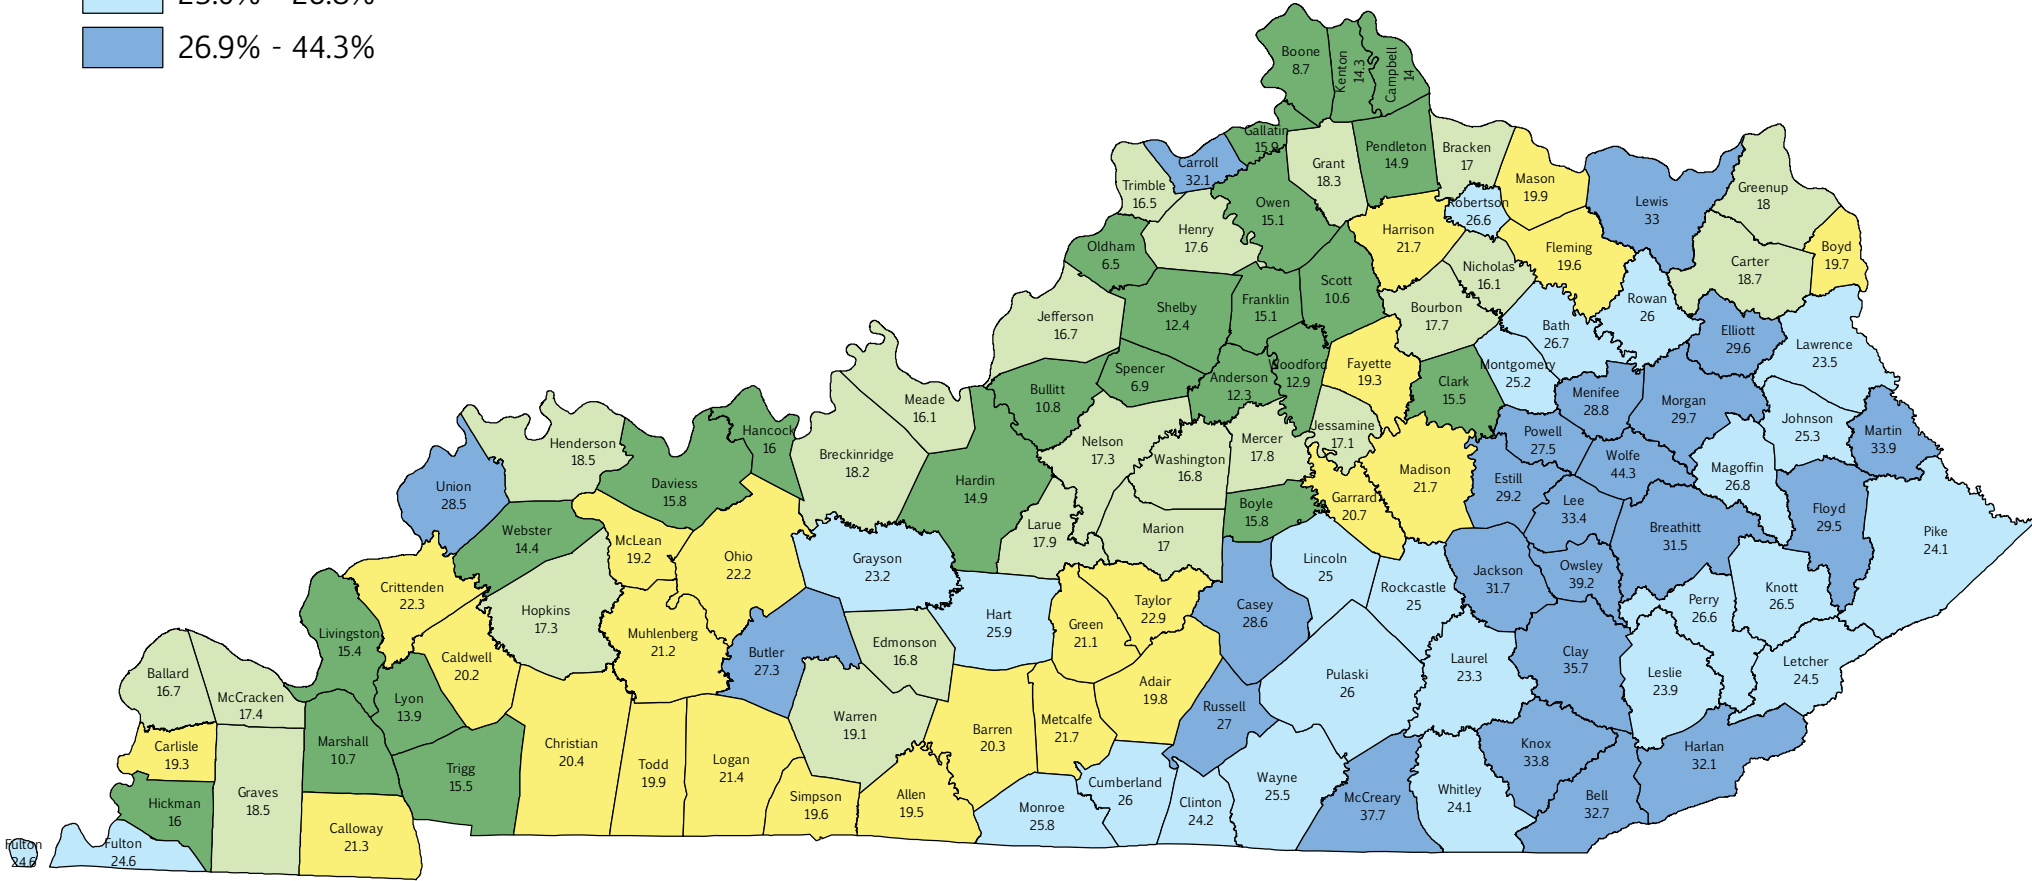 26.9% - 44.3%
Boone
8.7
Kenton
14.3
Campbell
14
Gallatin
15.9
Carroll
32.1
Grant
18.3
Pendleton
14.9
Bracken
17
Mason
19.9
Trimble
16.5
Owen
15.1
Robertson
26.6
Lewis
33
Greenup
18
Henry
17.6
Harrison
21.7
Fleming
19.6
Boyd
19.7
Oldham
6.5
Nicholas
16.1
Carter
18.7
Scott
10.6
Rowan
26
Franklin
15.1
Shelby
12.4
Bourbon
17.7
Jefferson
16.7
Bath
26.7
Elliott
29.6
Lawrence
23.5
Montgomery
25.2
Fayette
19.3
Woodford
12.9
Spencer
6.9
Anderson
12.3
Clark
15.5
Bullitt
10.8
Menifee
28.8
Morgan
29.7
Meade
16.1
Johnson
25.3
Martin
33.9
Hancock
16
Henderson
18.5
Jessamine
17.1
Nelson
17.3
Mercer
17.8
Powell
27.5
Breckinridge
18.2
Washington
16.8
Wolfe
44.3
Magoffin
26.8
Madison
21.7
Estill
29.2
Union
28.5
Daviess
15.8
Hardin
14.9
Garrard
20.7
Lee
33.4
Boyle
15.8
Floyd
29.5
Larue
17.9
Marion
17
Breathitt
31.5
Pike
24.1
Webster
14.4
McLean
19.2
Ohio
22.2
Grayson
23.2
Lincoln
25
Owsley
39.2
Jackson
31.7
Rockcastle
25
Knott
26.5
Crittenden
22.3
Perry
26.6
Taylor
22.9
Casey
28.6
Hopkins
17.3
Hart
25.9
Green
21.1
Livingston
15.4
Muhlenberg
21.2
Edmonson
16.8
Butler
27.3
Clay
35.7
Laurel
23.3
Caldwell
20.2
Letcher
24.5
Ballard
16.7
Pulaski
26
Leslie
23.9
Adair
19.8
McCracken
17.4
Lyon
13.9
Russell
27
Warren
19.1
Metcalfe
21.7
Barren
20.3
Marshall
10.7
Carlisle
19.3
Christian
20.4
Knox
33.8
Harlan
32.1
Logan
21.4
Todd
19.9
Trigg
15.5
Wayne
25.5
Cumberland
26
Graves
18.5
Whitley
24.1
Simpson
19.6
Allen
19.5
Bell
32.7
McCreary
37.7
Clinton
24.2
Monroe
25.8
Hickman
16
Calloway
21.3
Fulton
24.6
Fulton
24.6